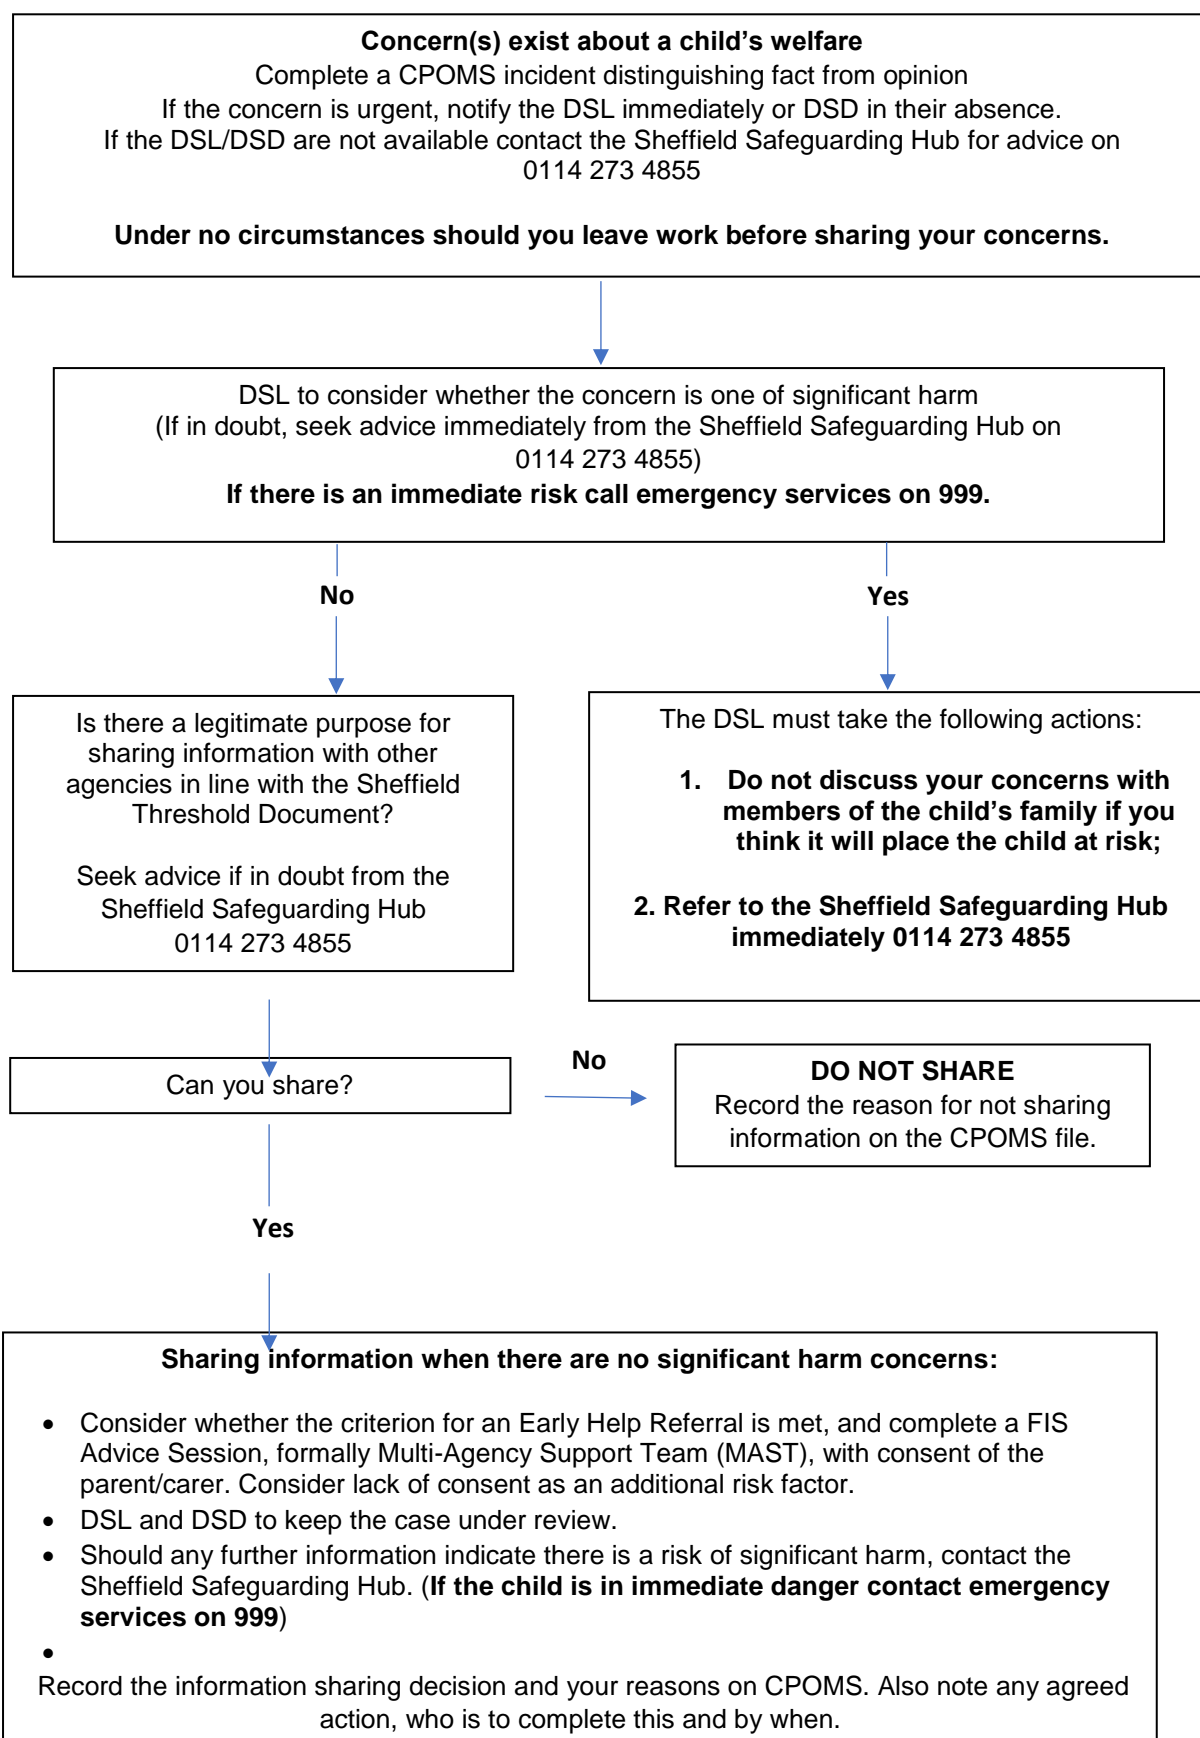 Concern(s) exist about a child’s welfare
Complete a CPOMS incident distinguishing fact from opinion
If the concern is urgent, notify the DSL immediately or DSD in their absence.
If the DSL/DSD are not available contact the Sheffield Safeguarding Hub for advice on
0114 273 4855
Under no circumstances should you leave work before sharing your concerns.
DSL to consider whether the concern is one of significant harm
(If in doubt, seek advice immediately from the Sheffield Safeguarding Hub on
0114 273 4855)
If there is an immediate risk call emergency services on 999.
No
Yes
Is there a legitimate purpose for
sharing information with other
agencies in line with the Sheffield
Threshold Document?
Seek advice if in doubt from the
Sheffield Safeguarding Hub
0114 273 4855
The DSL must take the following actions:
1. Do not discuss your concerns with
members of the child’s family if you
think it will place the child at risk;
2. Refer to the Sheffield Safeguarding Hub
immediately 0114 273 4855
Can you share?
No
DO NOT SHARE
Record the reason for not sharing
information on the CPOMS file.
Yes
Sharing information when there are no significant harm concerns:
• Consider whether the criterion for an Early Help Referral is met, and complete a FIS
Advice Session, formally Multi-Agency Support Team (MAST), with consent of the
parent/carer. Consider lack of consent as an additional risk factor.
• DSL and DSD to keep the case under review.
• Should any further information indicate there is a risk of significant harm, contact the
Sheffield Safeguarding Hub. (If the child is in immediate danger contact emergency
services on 999)
•
Record the information sharing decision and your reasons on CPOMS. Also note any agreed
action, who is to complete this and by when.